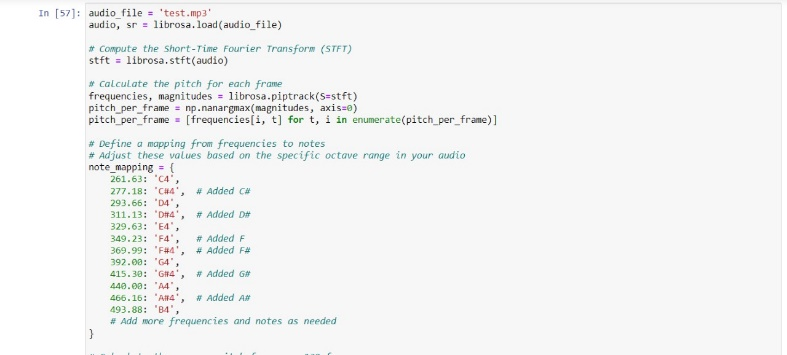 In [57]: audio_file = 'test.mp3'
audio, sr = librosa.load(audio_file)
# Compute the Short-Time Fourier Transform (STFT)
stft = librosa.stft(audio)
# Calculate the pitch for each frame
frequencies, magnitudes = librosa.piptrack(S=stft)
pitch_per_frame = np.nanargmax(magnitudes, axis=0)
pitch_per_frame = [frequencies[i, t] for t, i in enumerate(pitch_per_frame)]
# Define a mapping from frequencies to notes
# Adjust these values based on the specific octave range in your audio
note_mapping = {
261.63: 'C4',
277.18: 'C#4', # Added C#
293.66: 'D4',
311.13: 'D#4', # Added D#
329.63: 'E4',
349.23: 'F4', # Added F
369.99: 'F#4', # Added F#
392.00: 'G4',
415.30: 'G#4', # Added G#
440.00: 'A4',
466.16: 'A#4', # Added A#
493.88: 'B4',
# Add more frequencies and notes as needed
}